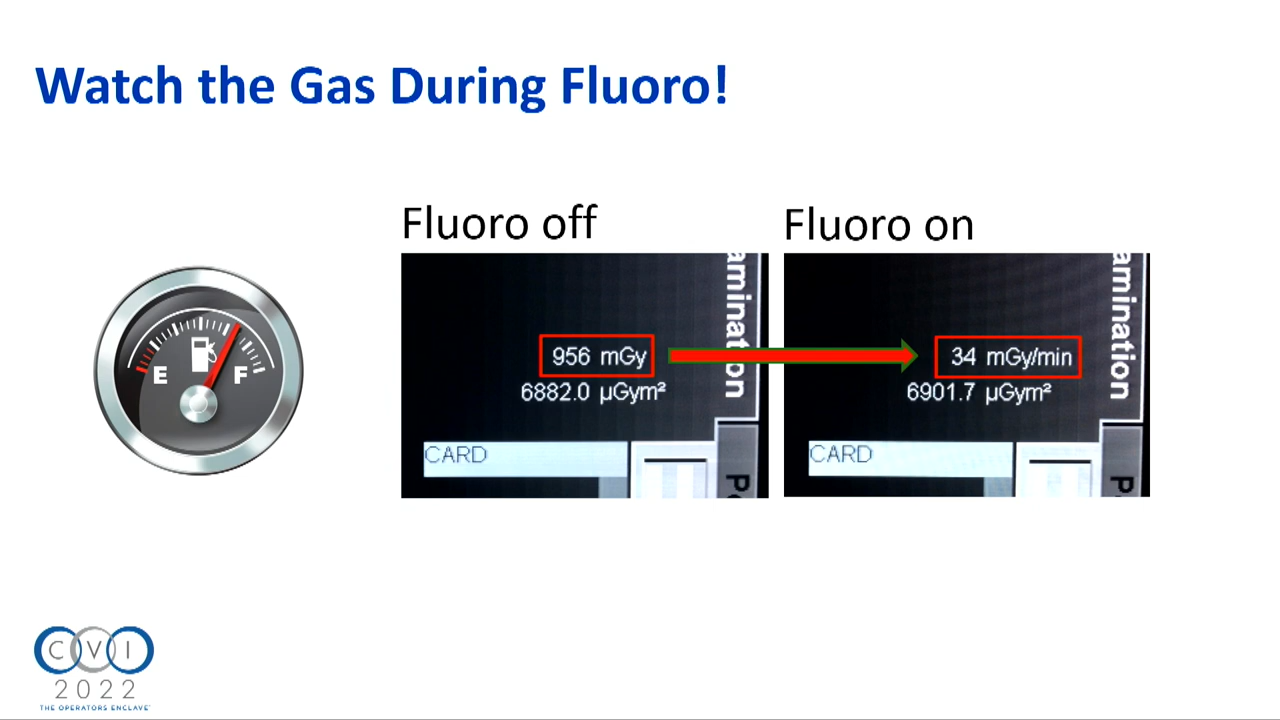 Watch the Gas During Fluoro!
Fluoro off
Fluoro on
E
F
amination
956 mGy
6882.0 µGym²
CARD
P
amination
34 mGy/min
6901.7 µGym²
CARD
P
CVI
2022
THE OPERATORS ENCLAVE